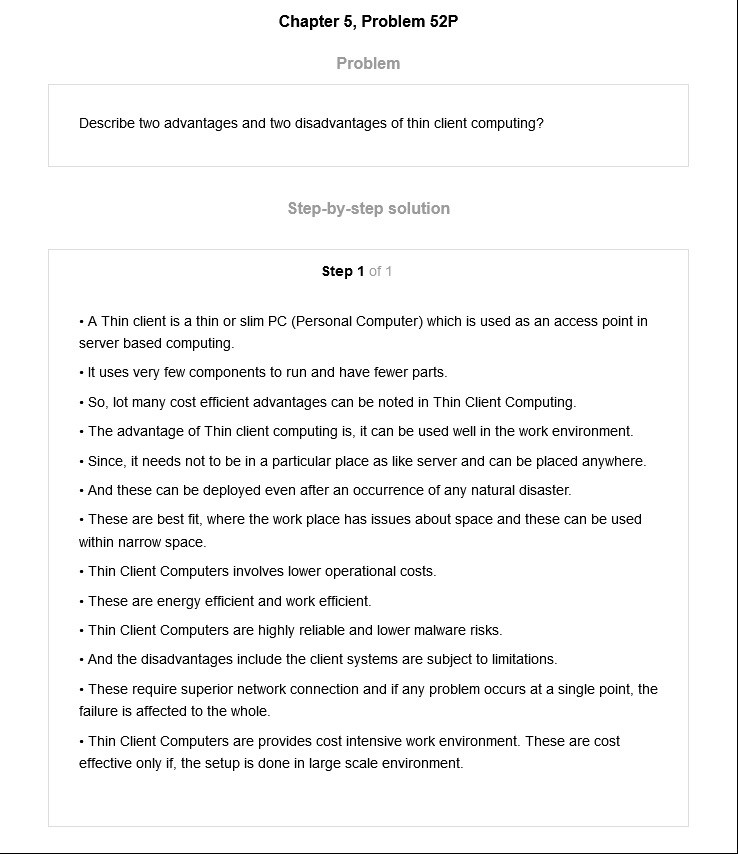 Chapter 5, Problem 52P
Problem
Describe two advantages and two disadvantages of thin client computing?
Step-by-step solution
Step 1 of 1
• A Thin client is a thin or slim PC (Personal Computer) which is used as an access point in
server based computing.
• It uses very few components to run and have fewer parts.
• So, lot many cost efficient advantages can be noted in Thin Client Computing.
• The advantage of Thin client computing is, it can be used well in the work environment.
• Since, it needs not to be in a particular place as like server and can be placed anywhere.
• And these can be deployed even after an occurrence of any natural disaster.
• These are best fit, where the work place has issues about space and these can be used
within narrow space.
• Thin Client Computers involves lower operational costs.
• These are energy efficient and work efficient.
• Thin Client Computers are highly reliable and lower malware risks.
• And the disadvantages include the client systems are subject to limitations.
• These require superior network connection and if any problem occurs at a single point, the
failure is affected to the whole.
• Thin Client Computers are provides cost intensive work environment. These are cost
effective only if, the setup is done in large scale environment.